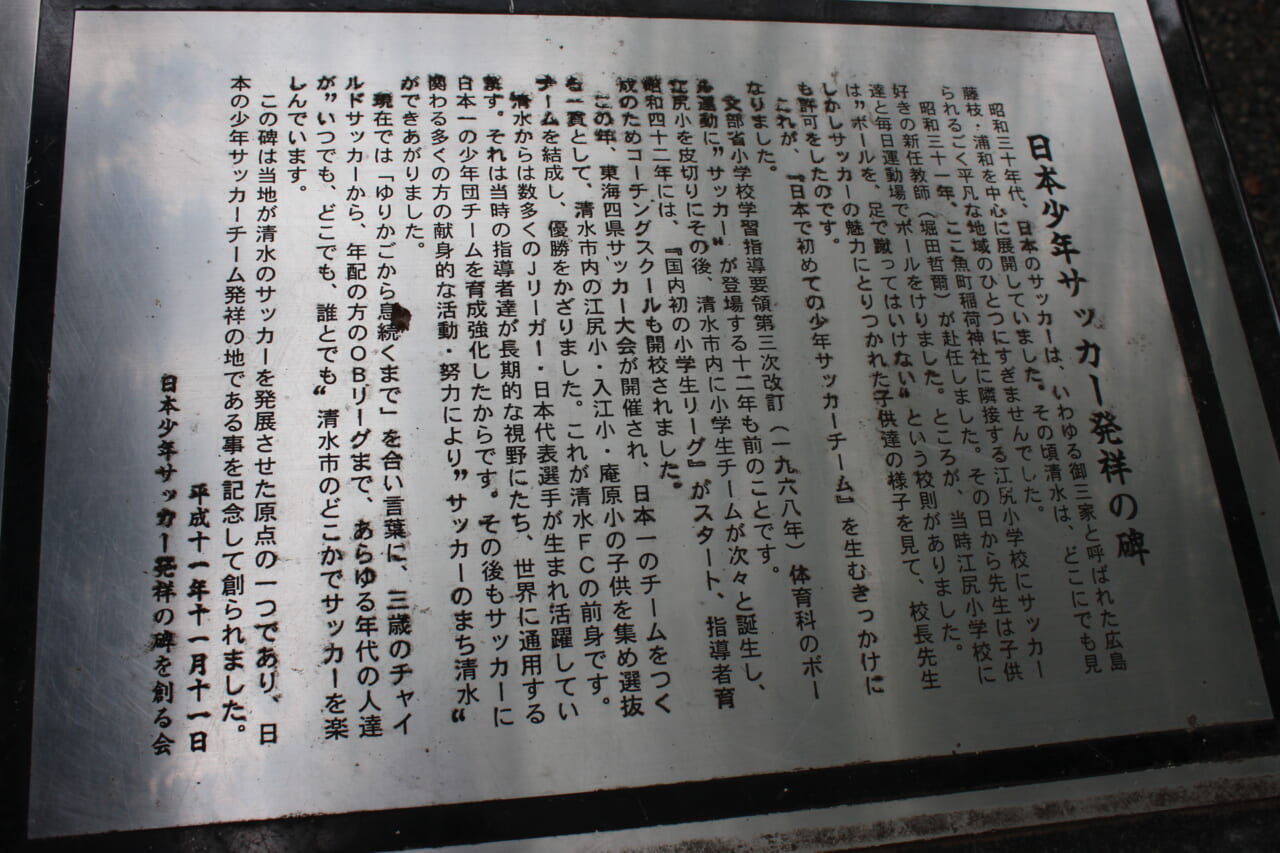 日本少年サッカー発祥の碑
昭和三十年代、日本のサッカーは、いわゆる御三家と呼ばれた広島
藤枝・浦和を中心に展開していました。その頃清水は、どこにでも見
られるごく平凡な地域のひとつにすぎませんでした。
昭和三十一年、ここ魚町稲荷神社に隣接する江尻小学校にサッカー
好きの新任教師（堀田哲爾）が赴任しました。その日から先生は子供
達と毎日運動場でボールをけりました。ところが、当時江尻小学校に
は”ボールを、足で蹴ってはいけない“という校則がありました。
しかしサッカーの魅力にとりつかれた子供達の様子を見て、校長先生
も許可をしたのです。
これが、『日本で初めての少年サッカーチーム』を生むきっかけに
なりました。
文部省小学校学習指導要領第三次改訂（一九六八年）体育科のボー
ル運動に”サッカー“が登場する十二年も前のことです。
江尻小を皮切りにその後、清水市内に小学生チームが次々と誕生し、
昭和四十二年には、『国内初の小学生リーグ』がスタート、指導者育
成のためコーチングスクールも開校されました。
この年、東海四県サッカー大会が開催され、日本一のチームをつく
る一貫として、清水市内の江尻小・入江小・庵原小の子供を集め選抜
チームを結成し、優勝をかざりました。これが清水ＦＣの前身です。
清水からは数多くのＪリーガー・日本代表選手が生まれ活躍してい
ます。それは当時の指導者達が長期的な視野にたち、世界に通用する
日本一の少年団チームを育成強化したからです。その後もサッカーに
関わる多くの方の献身的な活動・努力により”サッカーのまち清水“
ができあがりました。
現在では「ゆりかごから息続くまで」を合い言葉に、三歳のチャイ
ルドサッカーから、年配の方のＯＢリーグまで、あらゆる年代の人達
が”いつでも、どこでも、誰とでも“清水市のどこかでサッカーを楽
しんでいます。
この碑は当地が清水のサッカーを発展させた原点の一つであり、日
本の少年サッカーチーム発祥の地である事を記念して創られました。
平成十一年十一月十一日
日本少年サッカー発祥の碑を創る会